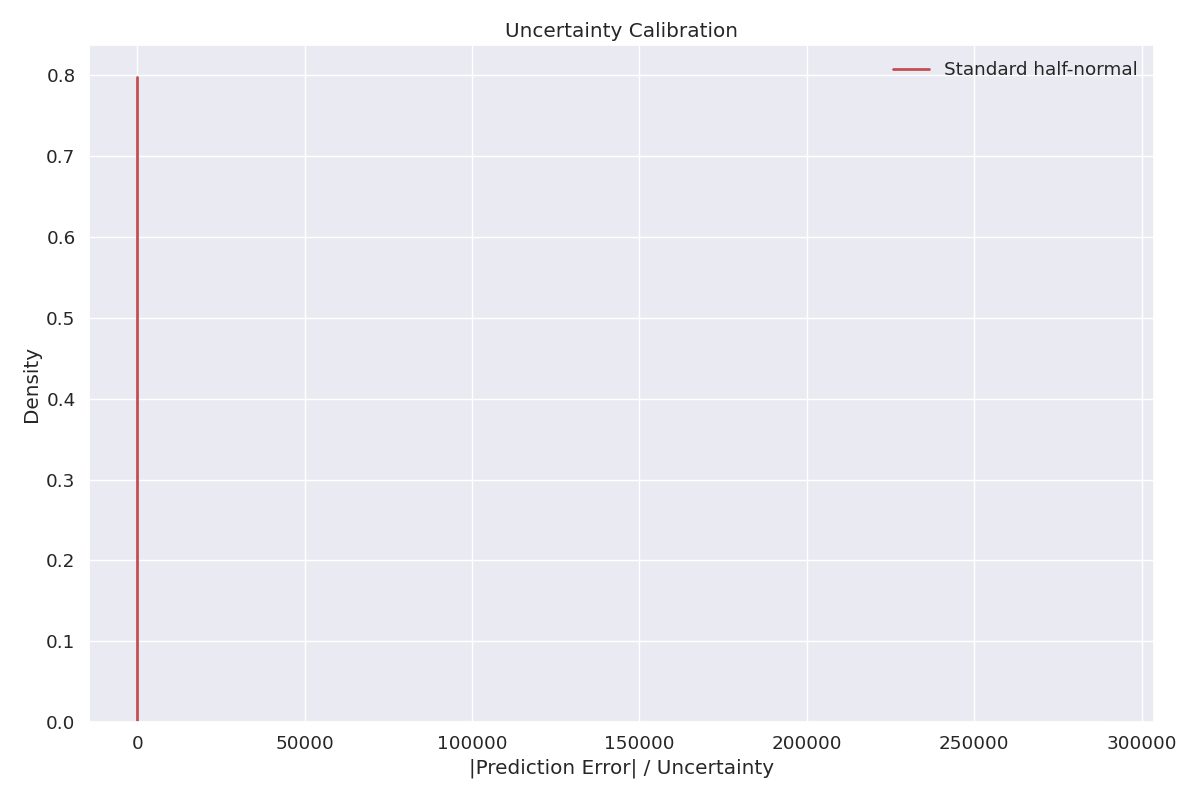 Uncertainty Calibration
Standard half-normal
0.8
0.7
0.6
0.5
0.4
0.3
0.2
0.1
0.0
Density
0 50000 100000 150000 200000 250000 300000
|Prediction Error| / Uncertainty